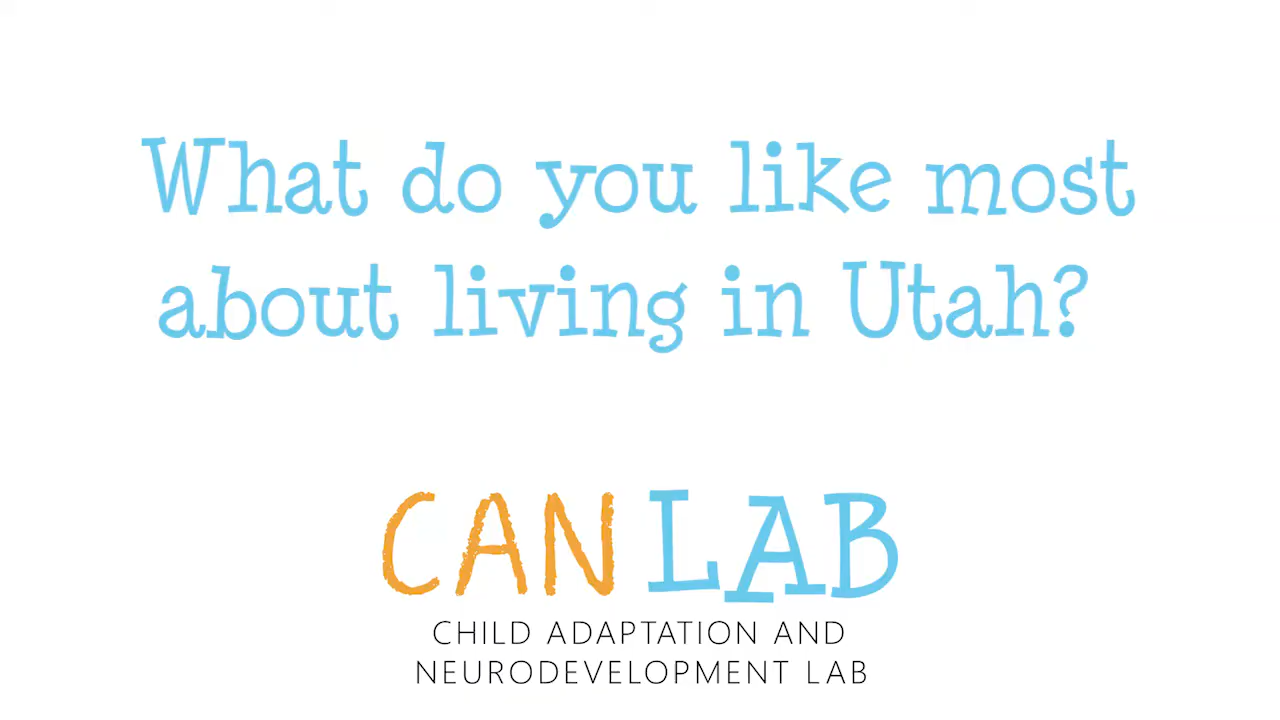 What do you like most
about living in Utah?
CAN LAB
CHILD ADAPTATION AND
NEURODEVELOPMENT LAB